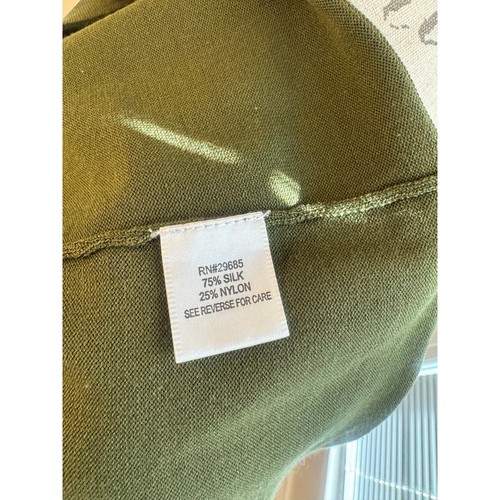 RN#29685
75% SILK
25% NYLON
SEE REVERSE FOR CARE